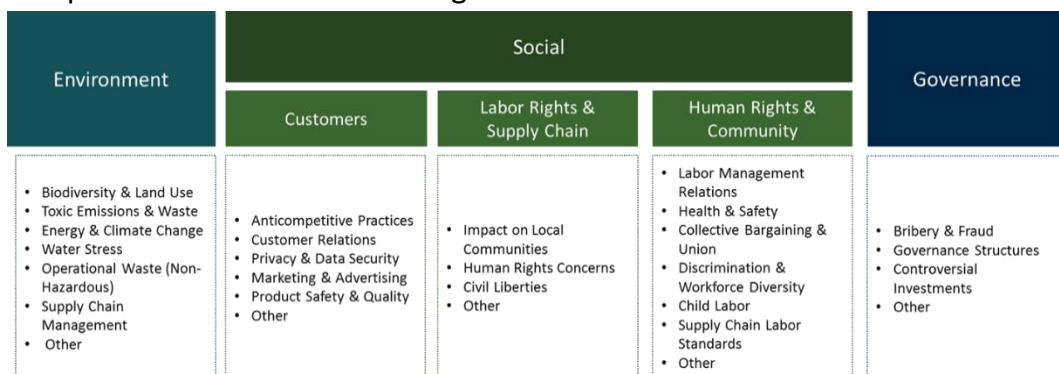 Environment
Social
Governance
Customers
Labor Rights &
Supply Chain
Human Rights &
Community
• Biodiversity & Land Use
• Toxic Emissions & Waste
• Energy & Climate Change
• Water Stress
• Operational Waste (Non-
Hazardous)
• Supply Chain
Management
• Other
• Anticompetitive Practices
• Customer Relations
• Privacy & Data Security
• Marketing & Advertising
• Product Safety & Quality
• Other
• Impact on Local
Communities
• Human Rights Concerns
• Civil Liberties
• Other
• Labor Management
Relations
• Health & Safety
• Collective Bargaining &
Union
• Discrimination &
Workforce Diversity
• Child Labor
• Supply Chain Labor
Standards
• Other
• Bribery & Fraud
• Governance Structures
• Controversial
Investments
• Other